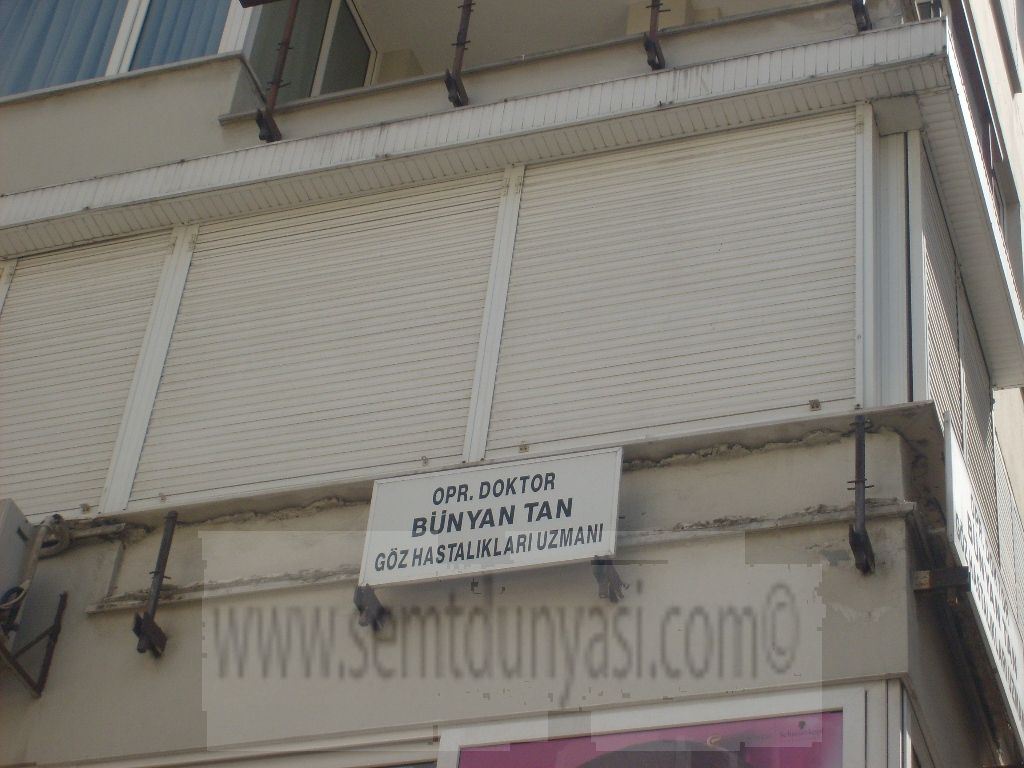 OPR. DOKTOR
BÜNYAN TAN
GÖZ HASTALIKLARI UZMANI
www.semtdunyasi.com©